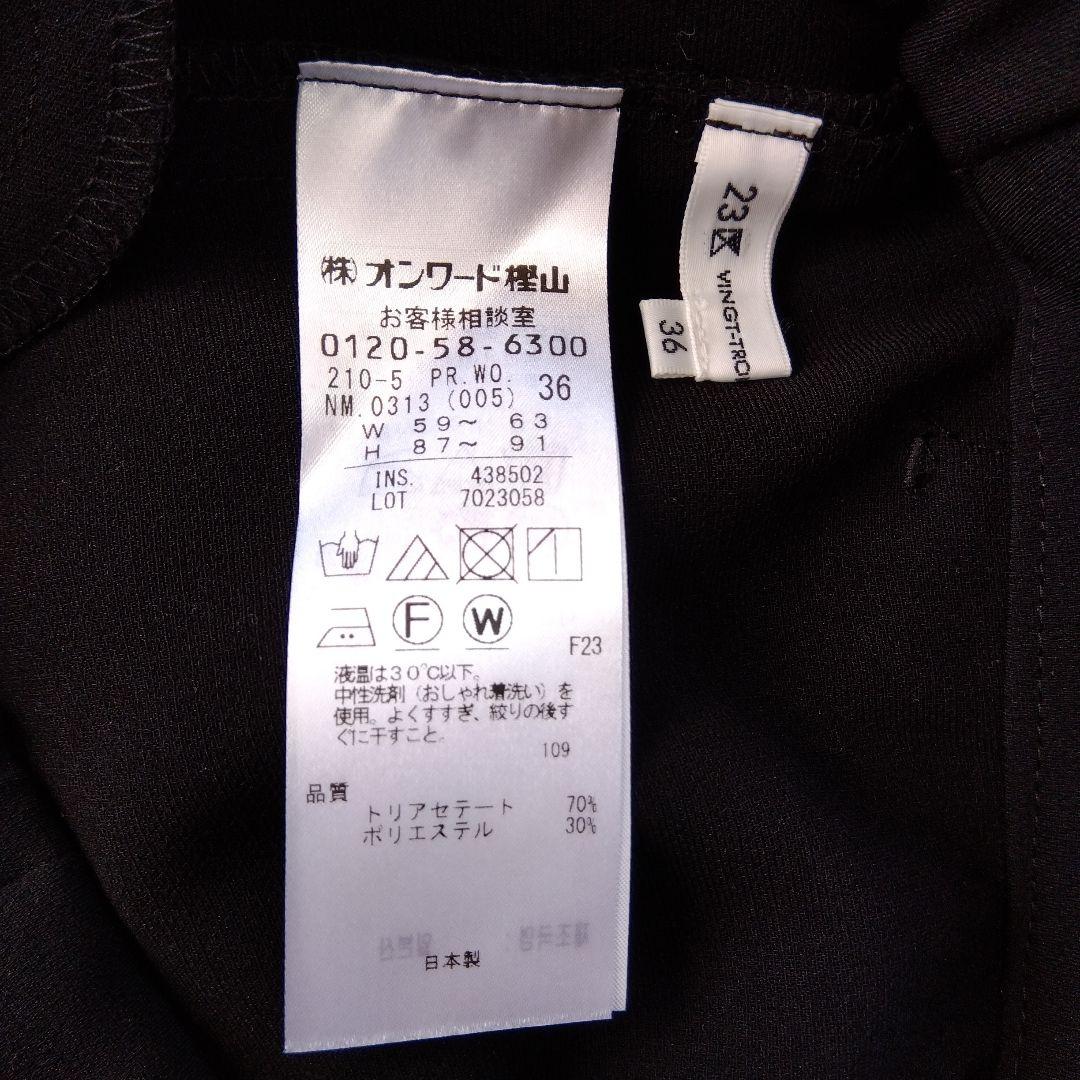 (株)オンワード樫山
お客様相談室
0120-58-6300
210-5 PR.WO. 36
NM.0313 (005)
W 59～ 63
H 87～ 91
INS. 438502
LOT 7023058
F W
F23
液温は30℃以下。
中性洗剤（おしゃれ着洗い）を
使用。よくすすぎ、絞りの後す
ぐに干すこと。
109
品質
トリアセテート 70%
ポリエステル 30%
日本製
23区
36